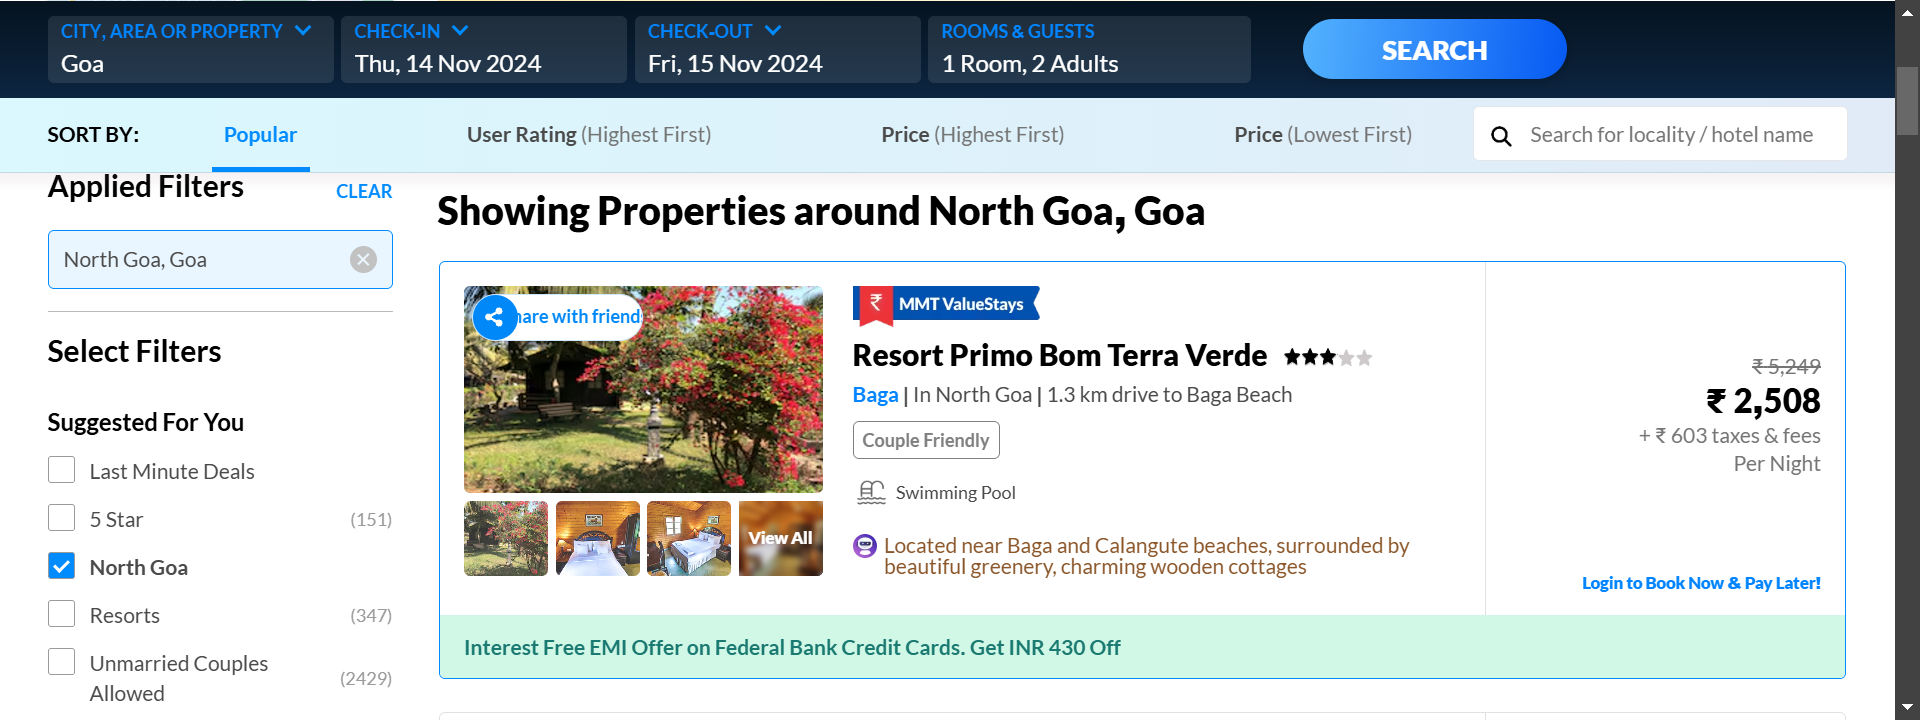 CITY, AREA OR PROPERTY
Goa
CHECK-IN
Thu, 14 Nov 2024
CHECK-OUT
Fri, 15 Nov 2024
ROOMS & GUESTS
1 Room, 2 Adults
SEARCH
SORT BY:
Popular
User Rating (Highest First)
Price (Highest First)
Price (Lowest First)
Search for locality / hotel name
Applied Filters
CLEAR
North Goa, Goa
Select Filters
Suggested For You
Last Minute Deals
5 Star (151)
North Goa
Resorts (347)
Unmarried Couples
Allowed (2429)
Showing Properties around North Goa, Goa
hare with friend
View All
₹ MMT ValueStays
Resort Primo Bom Terra Verde
Baga | In North Goa | 1.3 km drive to Baga Beach
Couple Friendly
Swimming Pool
Located near Baga and Calangute beaches, surrounded by
beautiful greenery, charming wooden cottages
₹ 5,249
₹ 2,508
+ ₹ 603 taxes & fees
Per Night
Login to Book Now & Pay Later!
Interest Free EMI Offer on Federal Bank Credit Cards. Get INR 430 Off